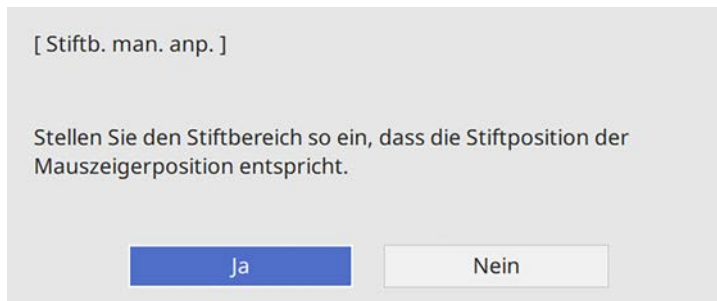 [ Stiftb. man. anp. ]
Stellen Sie den Stiftbereich so ein, dass die Stiftposition der
Mauszeigerposition entspricht.
Ja
Nein